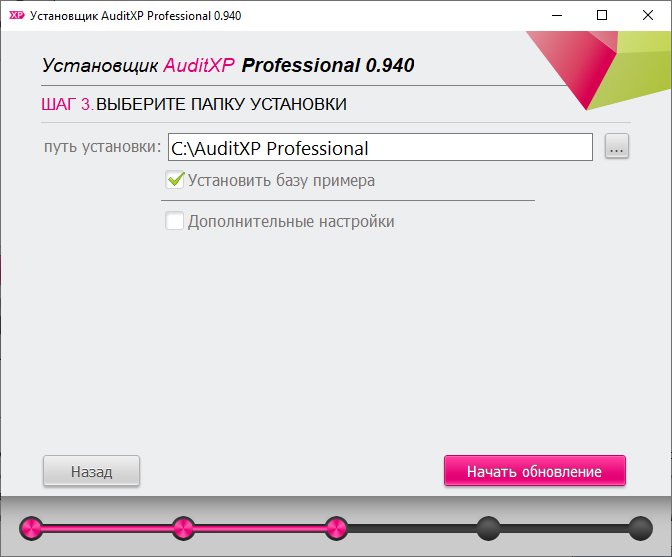 XP Установщик AuditXP Professional 0.940
Установщик AuditXP Professional 0.940
ШАГ 3. ВЫБЕРИТЕ ПАПКУ УСТАНОВКИ
путь установки: C:\AuditXP Professional ...
Установить базу примера
Дополнительные настройки
Назад Начать обновление